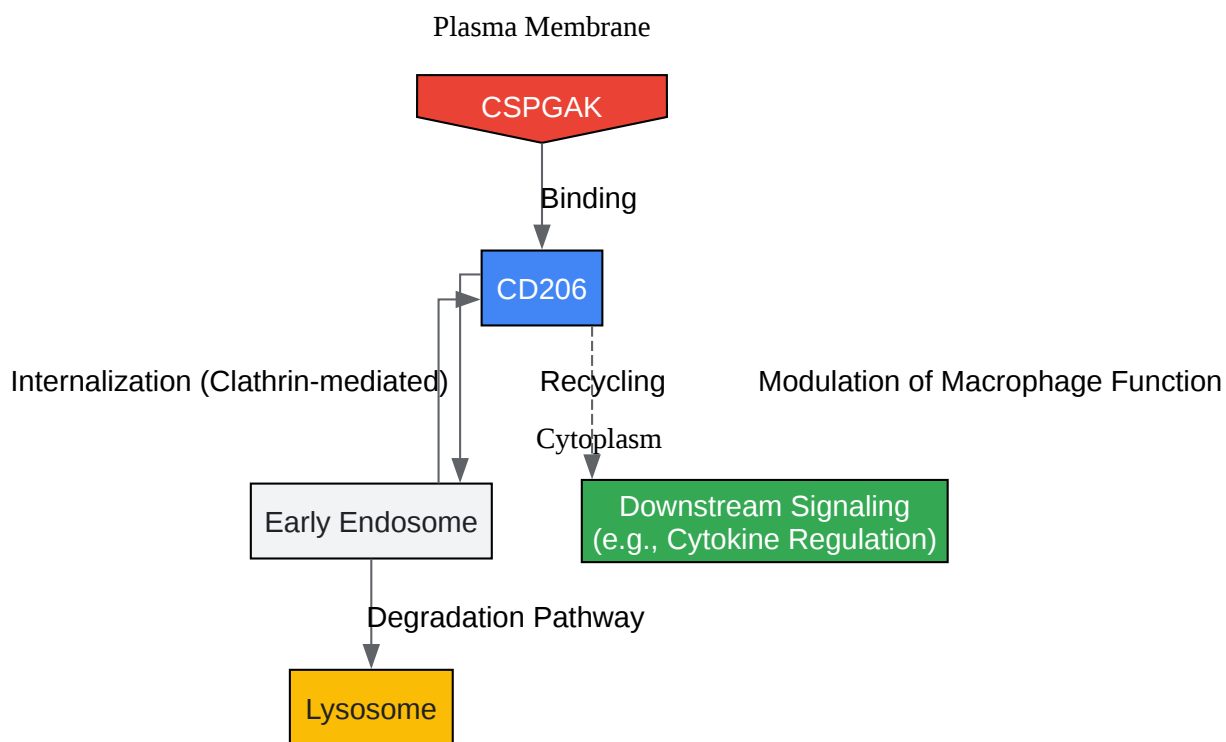 Plasma Membrane
CSPGAK
Binding
CD206
Internalization (Clathrin-mediated)
Recycling
Modulation of Macrophage Function
Cytoplasm
Early Endosome
Downstream Signaling
(e.g., Cytokine Regulation)
Degradation Pathway
Lysosome